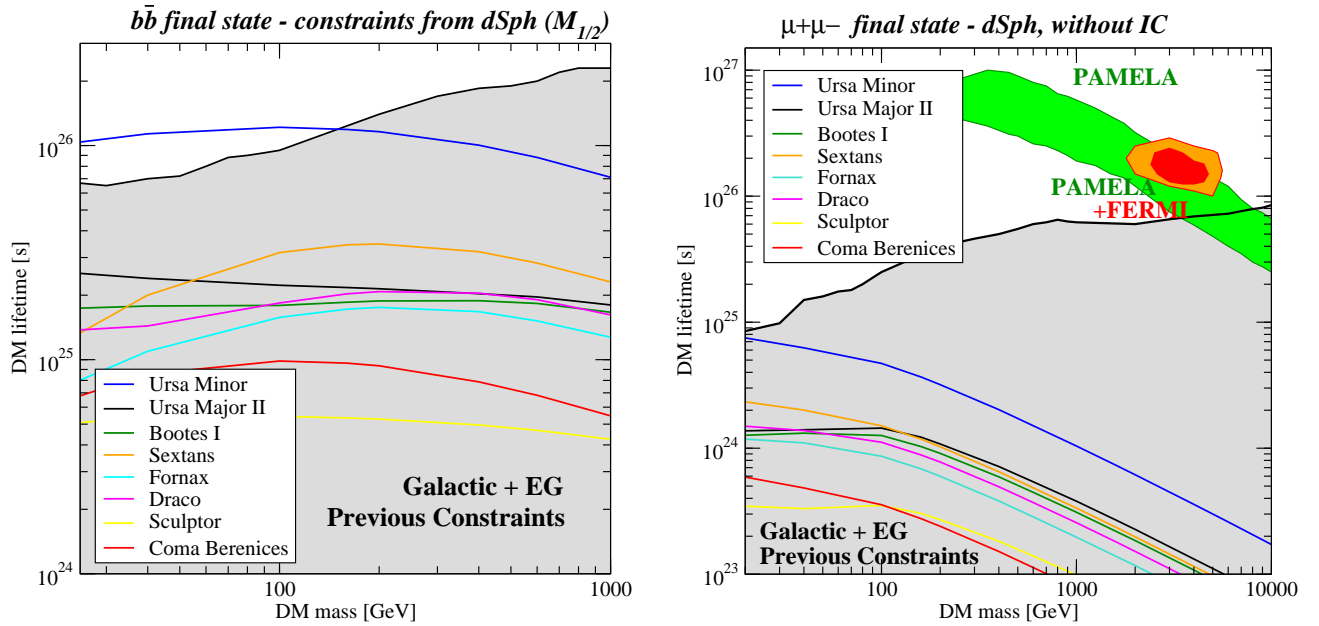 bb̄ final state - constraints from dSph (M1/2)
10^26
10^25
10^24
DM lifetime [s]
Ursa Minor
Ursa Major II
Bootes I
Sextans
Fornax
Draco
Sculptor
Coma Berenices
Galactic + EG
Previous Constraints
100
1000
DM mass [GeV]
μ+μ− final state - dSph, without IC
10^27
10^26
10^25
10^24
10^23
DM lifetime [s]
Ursa Minor
Ursa Major II
Bootes I
Sextans
Fornax
Draco
Sculptor
Coma Berenices
PAMELA
PAMELA
+FERMI
Galactic + EG
Previous Constraints
100
1000
10000
DM mass [GeV]